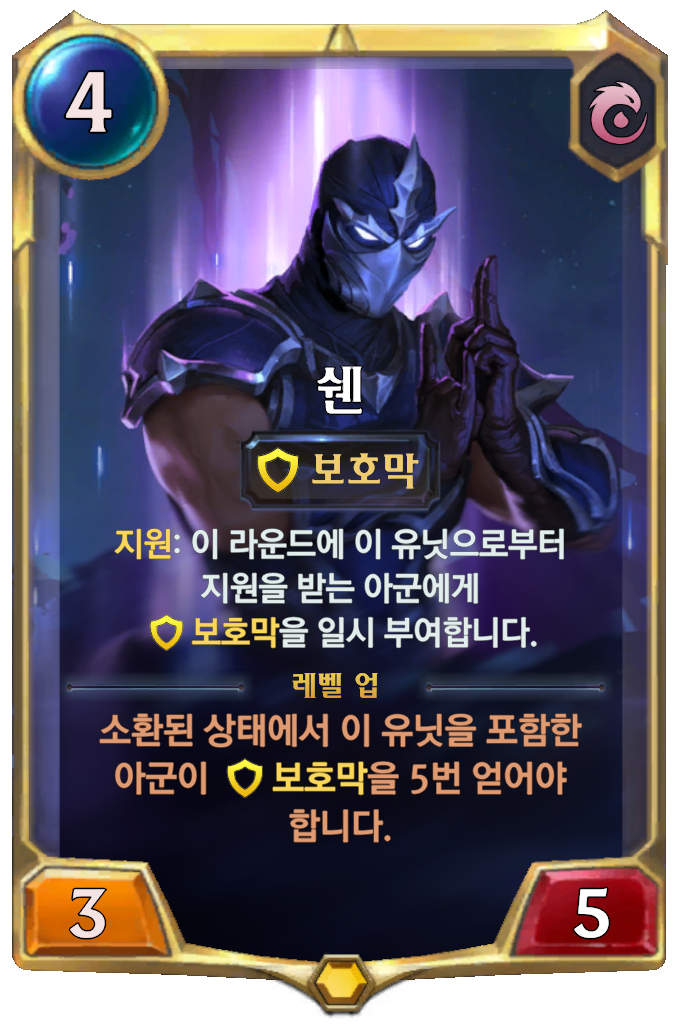 4
쉔
보호막
지원: 이 라운드에 이 유닛으로부터
지원을 받는 아군에게
보호막을 일시 부여합니다.
레벨 업
소환된 상태에서 이 유닛을 포함한
아군이 보호막을 5번 얻어야
합니다.
3
5